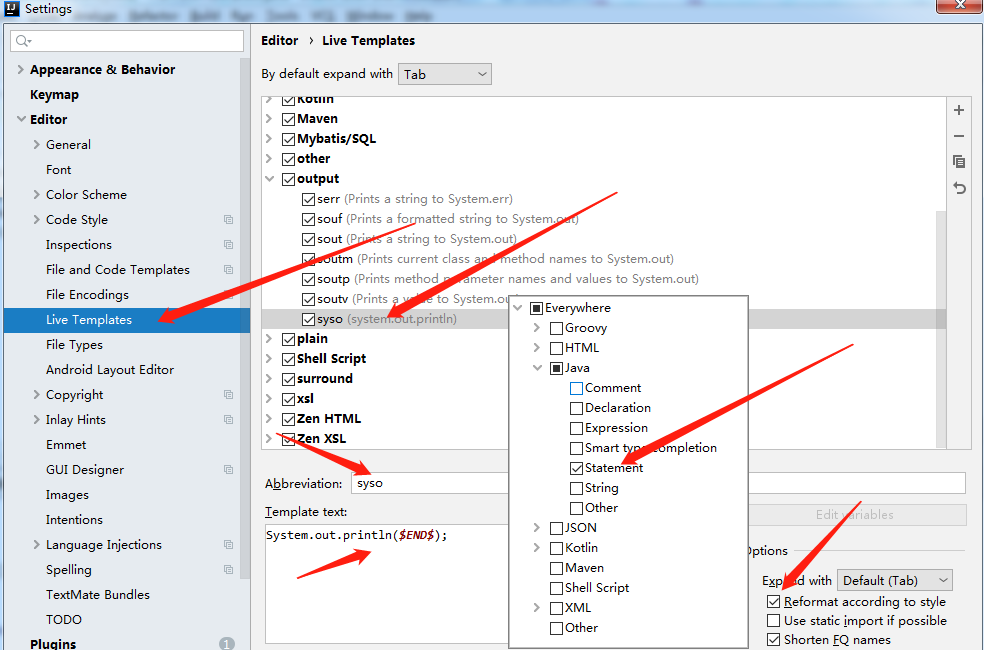 Settings
Editor › Live Templates
By default expand with Tab
Appearance & Behavior
Keymap
Editor
General
Font
Color Scheme
Code Style
Inspections
File and Code Templates
File Encodings
Live Templates
File Types
Android Layout Editor
Copyright
Inlay Hints
Emmet
GUI Designer
Images
Intentions
Language Injections
Spelling
TextMate Bundles
TODO
Plugins 1
Kotlin
Maven
Mybatis/SQL
other
output
serr (Prints a string to System.err)
souf (Prints a formatted string to System.out)
sout (Prints a string to System.out)
soutm (Prints current class and method names to System.out)
soutp (Prints method parameter names and values to System.out)
soutv (Prints a value to System.ou
syso (system.out.println)
plain
Shell Script
surround
xsl
Zen HTML
Zen XSL
Everywhere
Groovy
HTML
Java
Comment
Declaration
Expression
Smart type completion
Statement
String
Other
JSON
Kotlin
Maven
Shell Script
XML
Other
Abbreviation: syso
Template text:
System.out.println($END$);
Edit variables
Options
Expand with Default (Tab)
Reformat according to style
Use static import if possible
Shorten FQ names